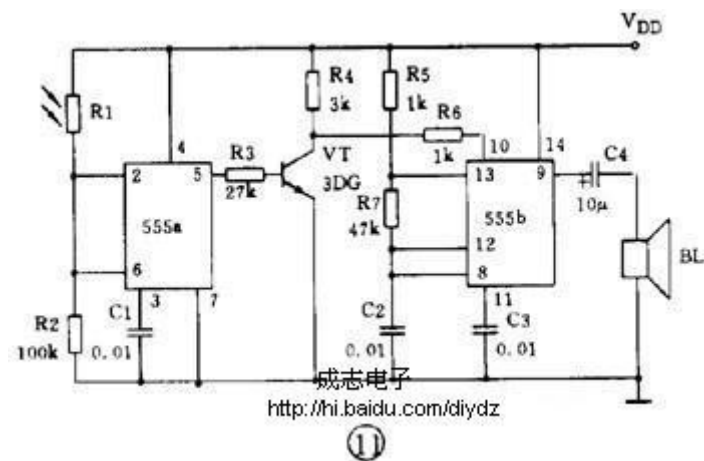 V_DD
R1
R4
3k
R5
1k
R6
1k
4
10
14
R3
27k
VT
3DG
2
5
13
9
C4
+
10μ
R7
47k
555a
555b
12
6
8
BL
R2
100k
C1
0.01
3
7
C2
0.01
11
C3
0.01
成志电子
http://hi.baidu.com/diydz
⑪